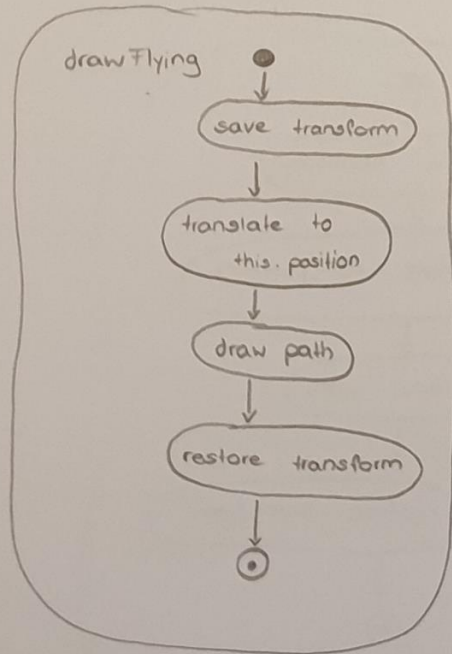 drawFlying
save transform
translate to
this.position
draw path
restore transform